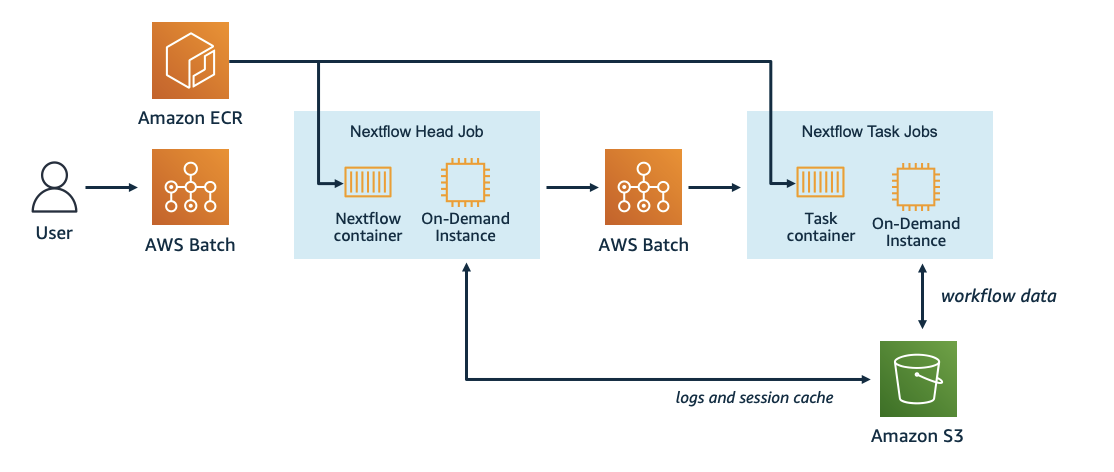 Amazon ECR
Nextflow Head Job
Nextflow Task Jobs
User
AWS Batch
Nextflow
container
On-Demand
Instance
AWS Batch
Task
container
On-Demand
Instance
workflow data
logs and session cache
Amazon S3